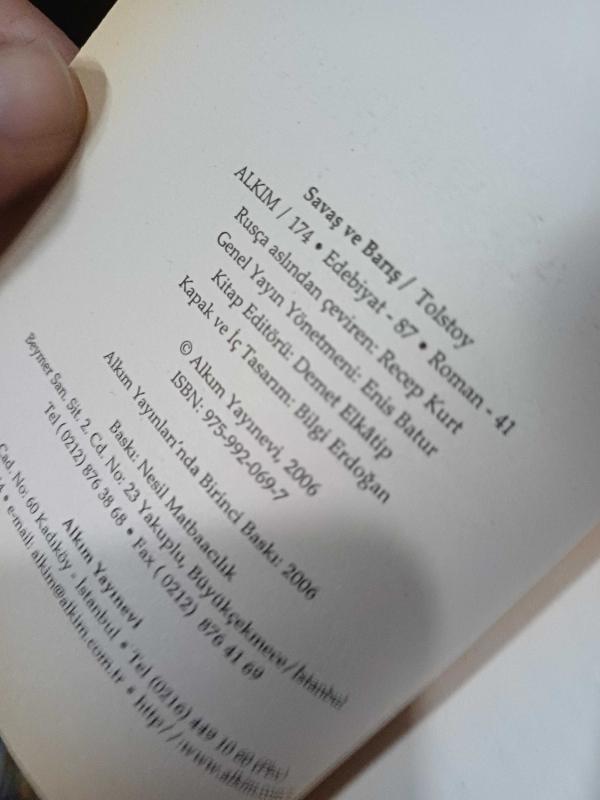 Savaş ve Barış / Tolstoy
ALKIM / 174 • Edebiyat - 87 • Roman - 41
Rusça aslından çeviren: Recep Kurt
Genel Yayın Yönetmeni: Enis Batur
Kitap Editörü: Demet Elkâtip
Kapak ve İç Tasarım: Bilgi Erdoğan
© Alkım Yayınevi, 2006
ISBN: 975-992-069-7
Alkım Yayınları'nda Birinci Baskı: 2006
Baskı: Nesil Matbaacılık
Beymer San. Sit. 2. Cd. No: 23 Yakuplu, Büyükçekmece/İstanbul
Tel ( 0212) 876 38 68 • Fax ( 0212) 876 41 69
Alkım Yayınevi
Cad. No: 60 Kadıköy - İstanbul • Tel (0216) 449 10
• e-mail: alkim@alkim.com.tr • http//:www.alkim